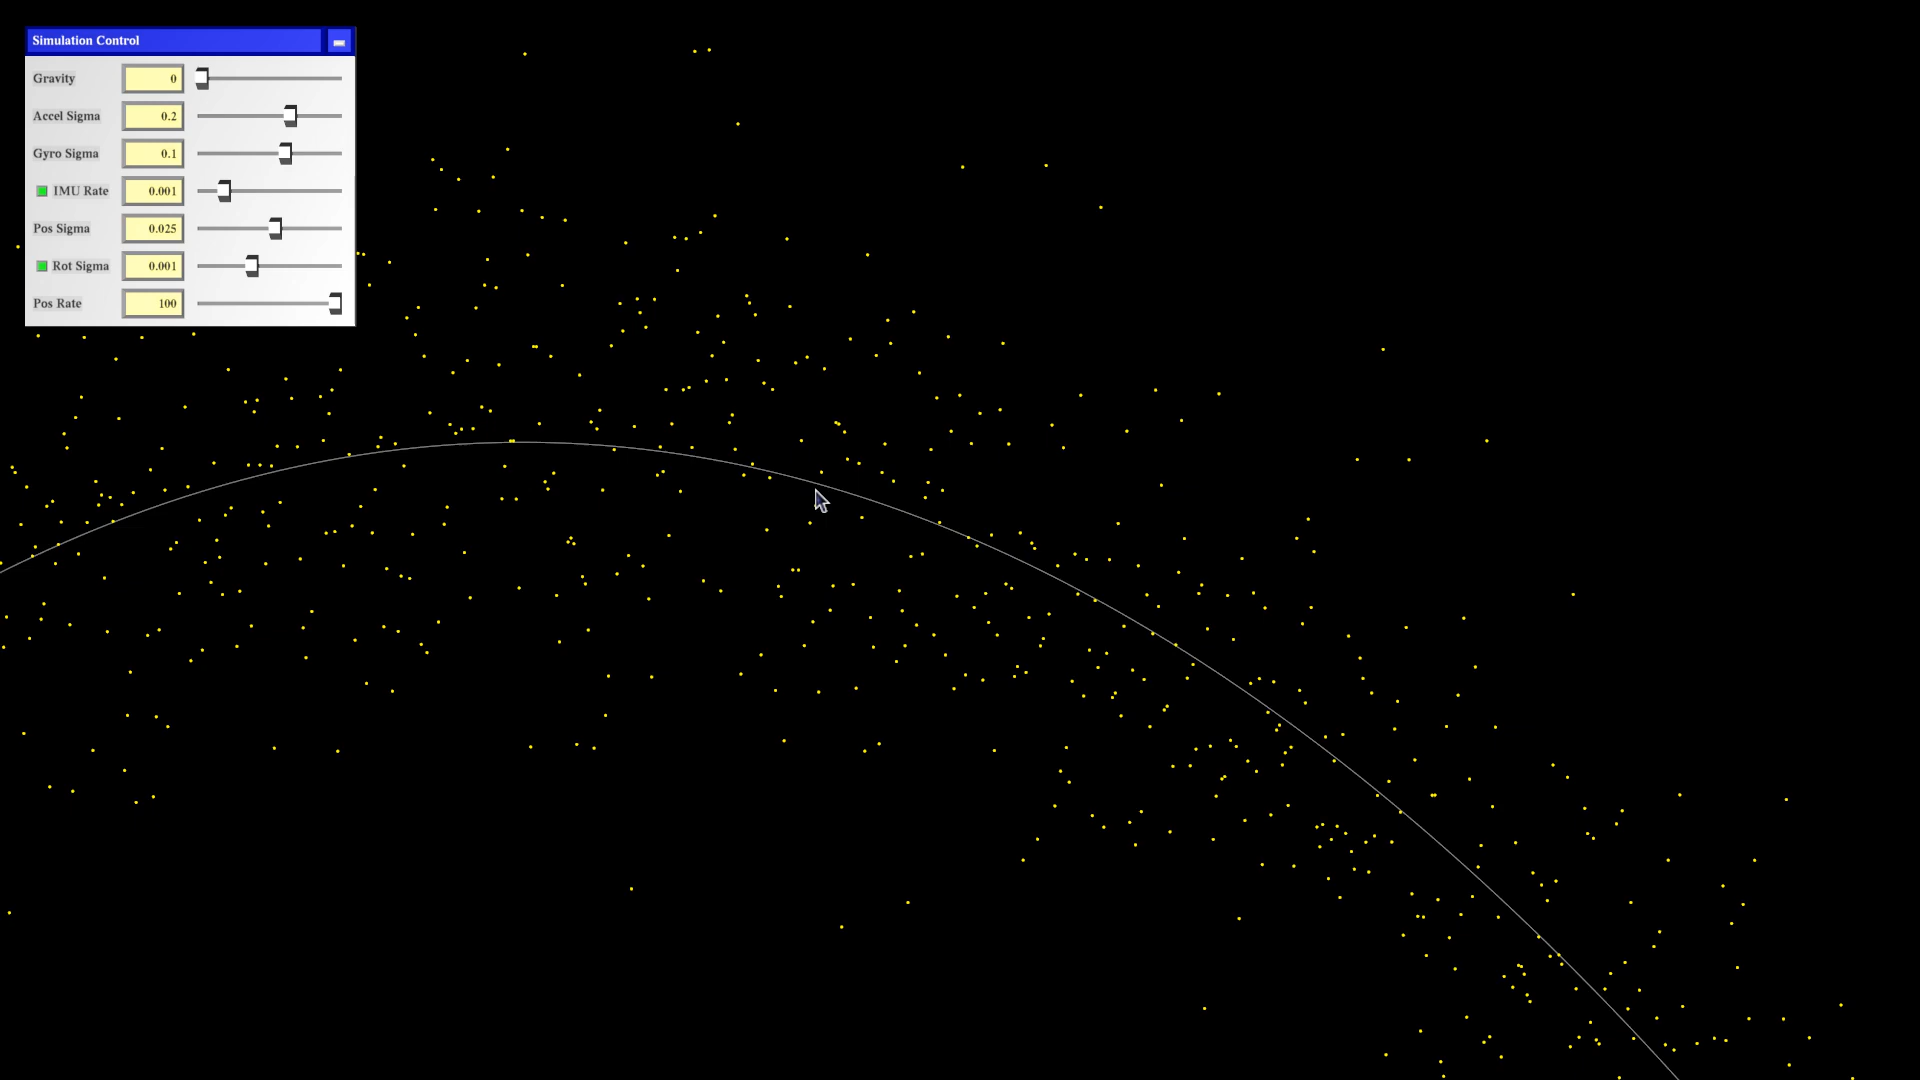 Simulation Control
Gravity 0
Accel Sigma 0.2
Gyro Sigma 0.1
IMU Rate 0.001
Pos Sigma 0.025
Rot Sigma 0.001
Pos Rate 100